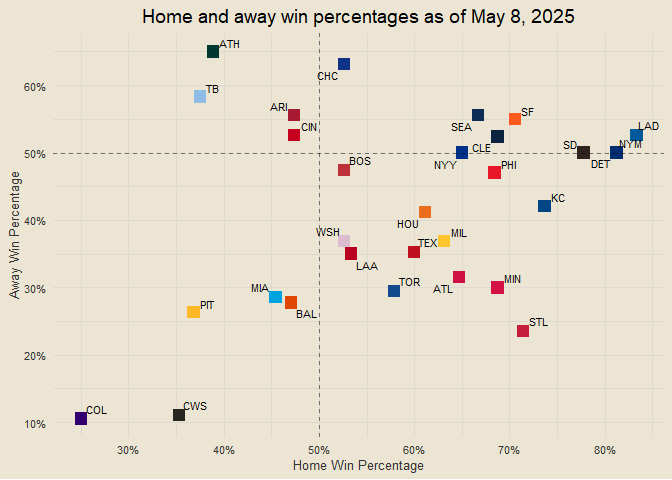 Home and away win percentages as of May 8, 2025
ATH
CHC
TB
ARI
CIN
SF
SEA
LAD
CLE
NYM
SD
DET
NYY
BOS
PHI
KC
HOU
WSH
MIL
TEX
LAA
MIA
TOR
ATL
MIN
PIT
BAL
STL
COL
CWS
60%
50%
40%
30%
20%
10%
Away Win Percentage
30%
40%
50%
60%
70%
80%
Home Win Percentage